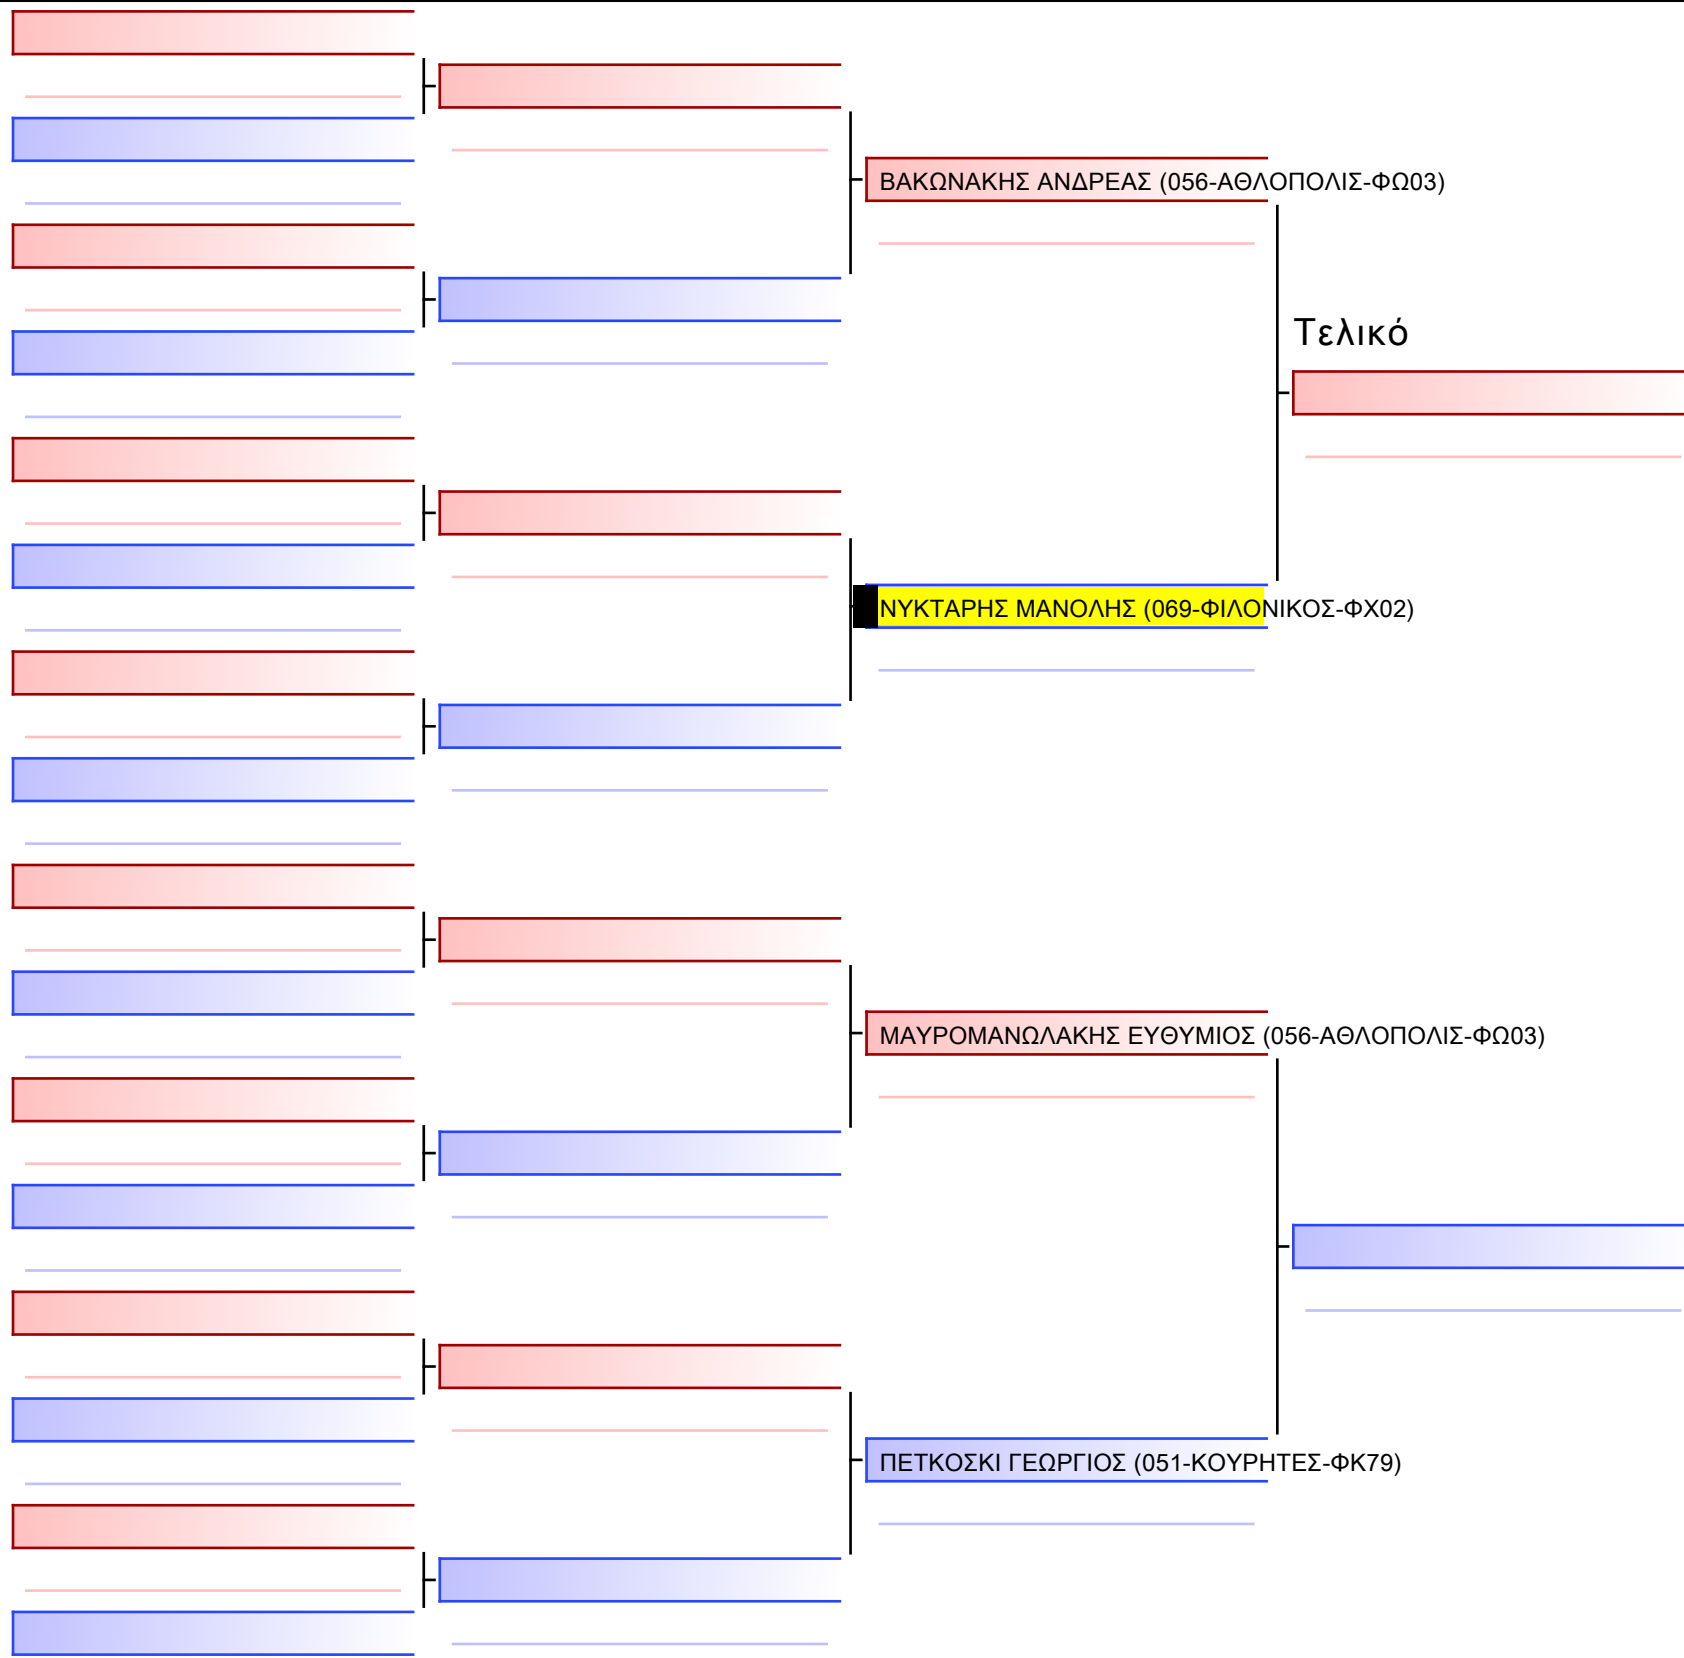 ΒΑΚΩΝΑΚΗΣ ΑΝΔΡΕΑΣ (056-ΑΘΛΟΠΟΛΙΣ-ΦΩ03)
Τελικό
ΝΥΚΤΑΡΗΣ ΜΑΝΟΛΗΣ (069-ΦΙΛΟΝΙΚΟΣ-ΦΧ02)
ΜΑΥΡΟΜΑΝΩΛΑΚΗΣ ΕΥΘΥΜΙΟΣ (056-ΑΘΛΟΠΟΛΙΣ-ΦΩ03)
ΠΕΤΚΟΣΚΙ ΓΕΩΡΓΙΟΣ (051-ΚΟΥΡΗΤΕΣ-ΦΚ79)